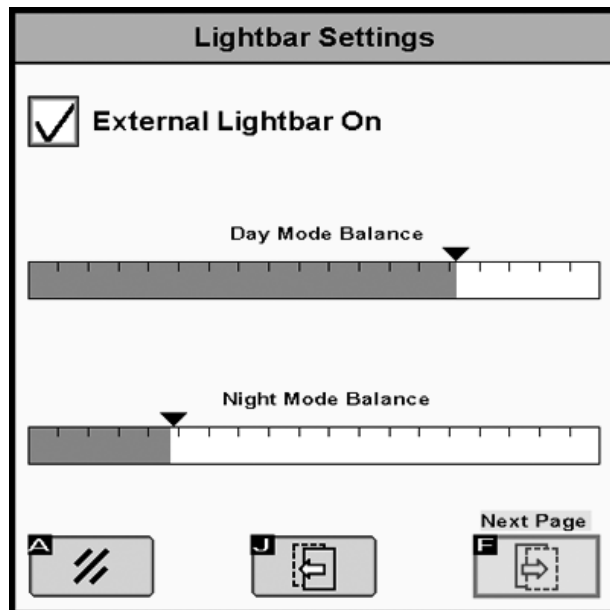 Lightbar Settings
External Lightbar On
Day Mode Balance
Night Mode Balance
Next Page
A
J
F